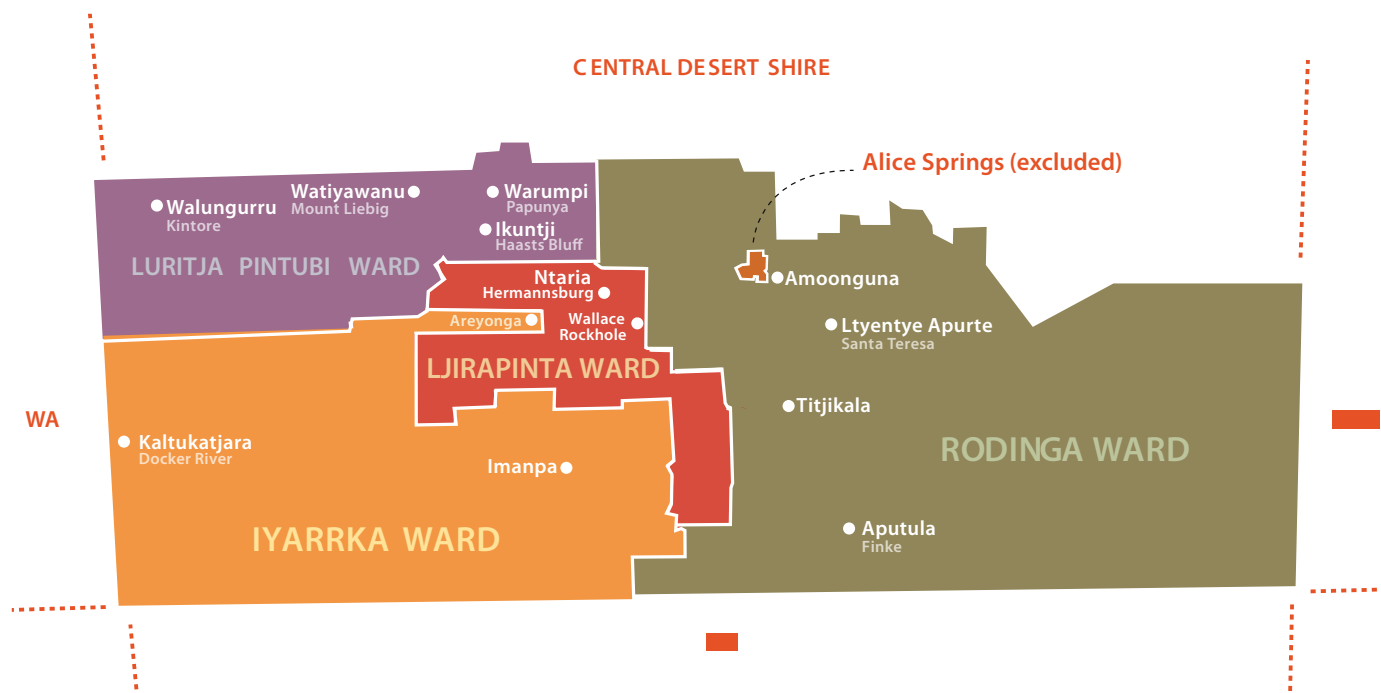 CENTRAL DESERT SHIRE
Alice Springs (excluded)
Watiyawanu
Mount Liebig
Warumpi
Papunya
Walungurru
Kintore
Ikuntji
Haasts Bluff
LURITJA PINTUBI WARD
Ntaria
Hermannsburg
Amoonguna
Areyonga
Wallace
Rockhole
Ltyentye Apurte
Santa Teresa
LJIRAPINTA WARD
Titjikala
WA
Kaltukatjara
Docker River
RODINGA WARD
Imanpa
IYARRKA WARD
Aputula
Finke